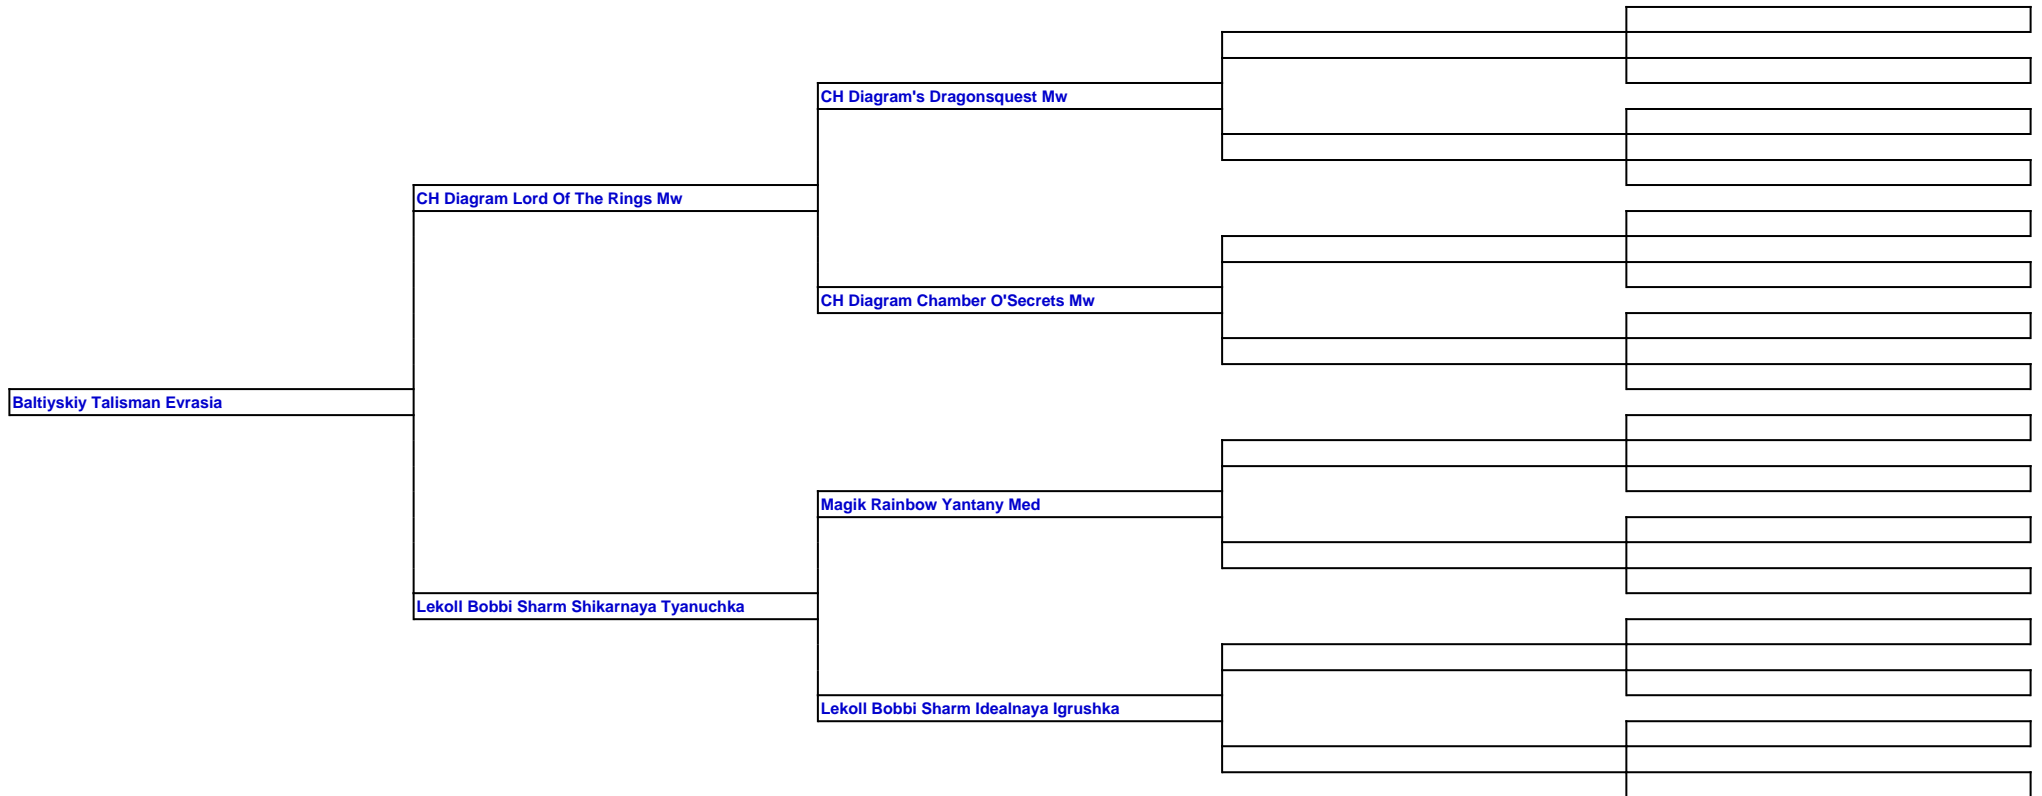 CH Diagram's Dragonsquest Mw
CH Diagram Lord Of The Rings Mw
CH Diagram Chamber O'Secrets Mw
Baltiyskiy Talisman Evrasia
Magik Rainbow Yantany Med
Lekoll Bobbi Sharm Shikarnaya Tyanuchka
Lekoll Bobbi Sharm Idealnaya Igrushka